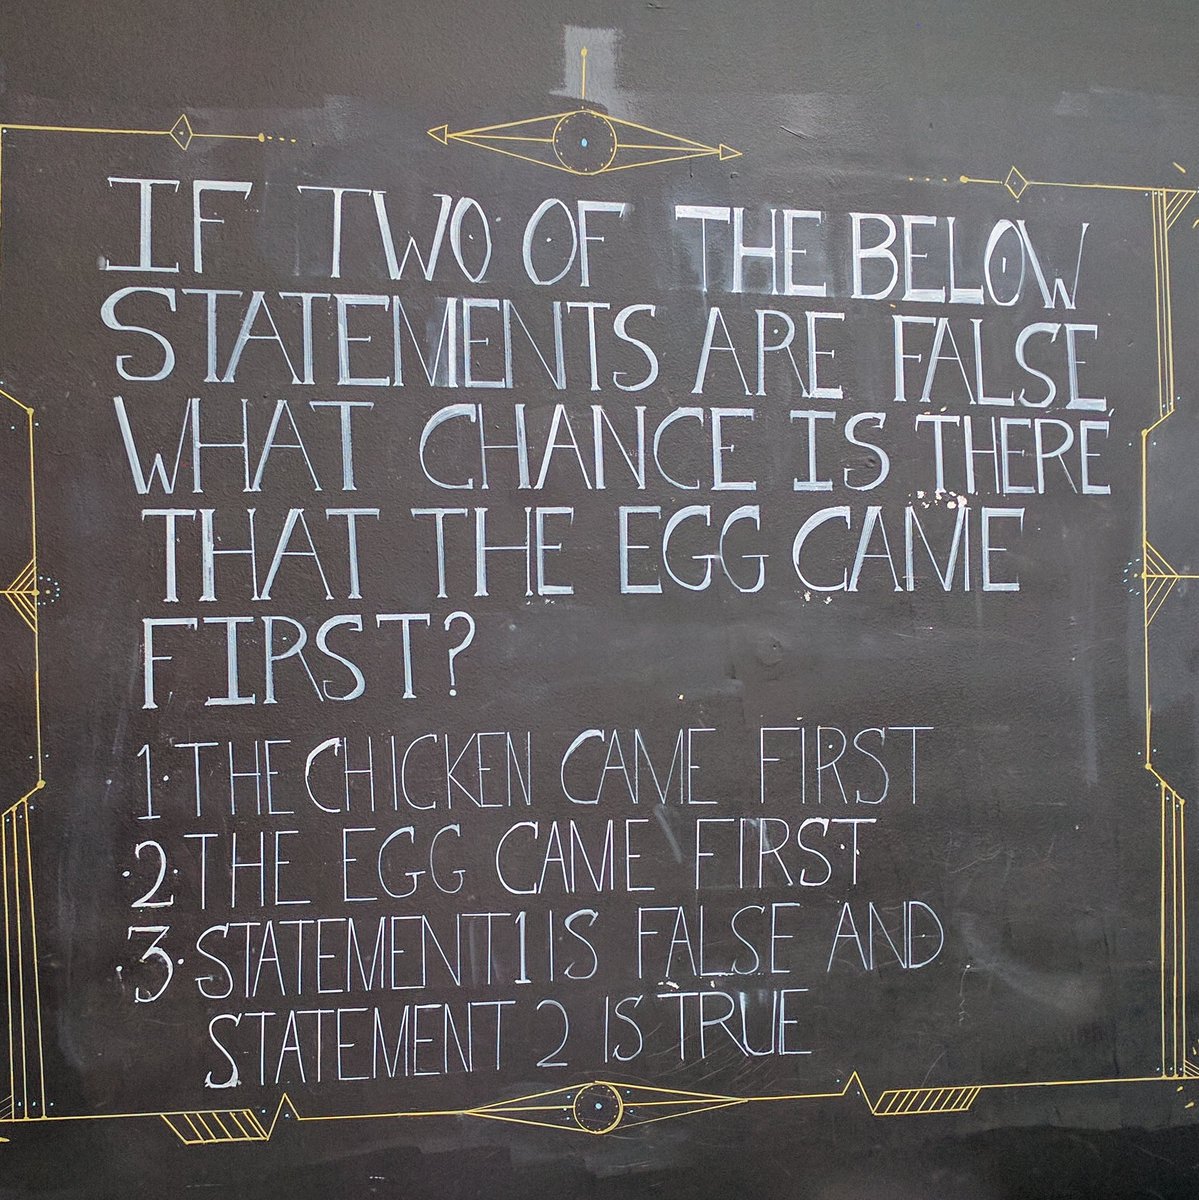 IF TWO OF THE BELOW
STATEMENTS ARE FALSE,
WHAT CHANCE IS THERE
THAT THE EGG CAME
FIRST?
1. THE CHICKEN CAME FIRST
2. THE EGG CAME FIRST
3. STATEMENT 1 IS FALSE AND
STATEMENT 2 IS TRUE